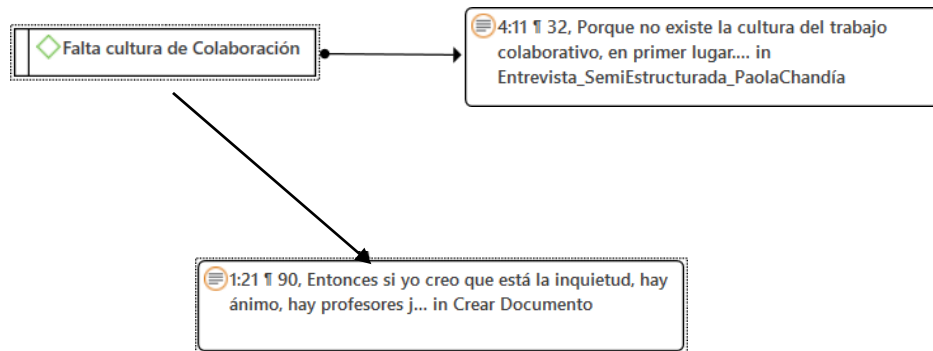 Falta cultura de Colaboración
4:11 ¶ 32, Porque no existe la cultura del trabajo
colaborativo, en primer lugar.... in
Entrevista_SemiEstructurada_PaolaChandía
1:21 ¶ 90, Entonces si yo creo que está la inquietud, hay
ánimo, hay profesores j... in Crear Documento